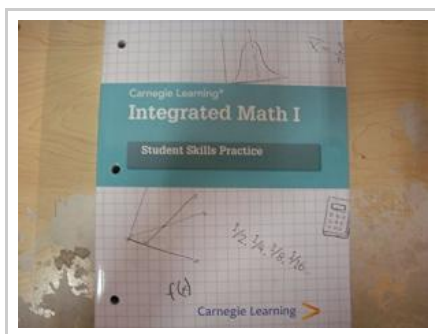 Carnegie Learning®
Integrated Math I
Student Skills Practice
1/2, 1/4, 1/8, 1/16...
f(x)
Carnegie Learning